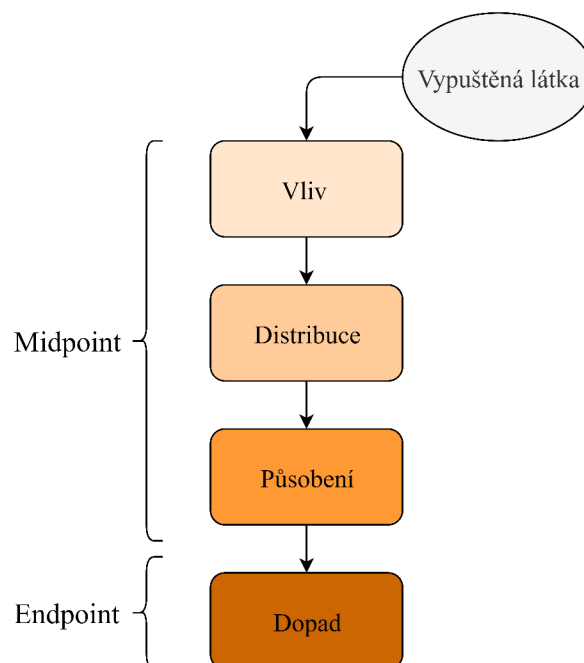 Vypuštěná látka
Vliv
Distribuce
Midpoint
Působení
Endpoint
Dopad